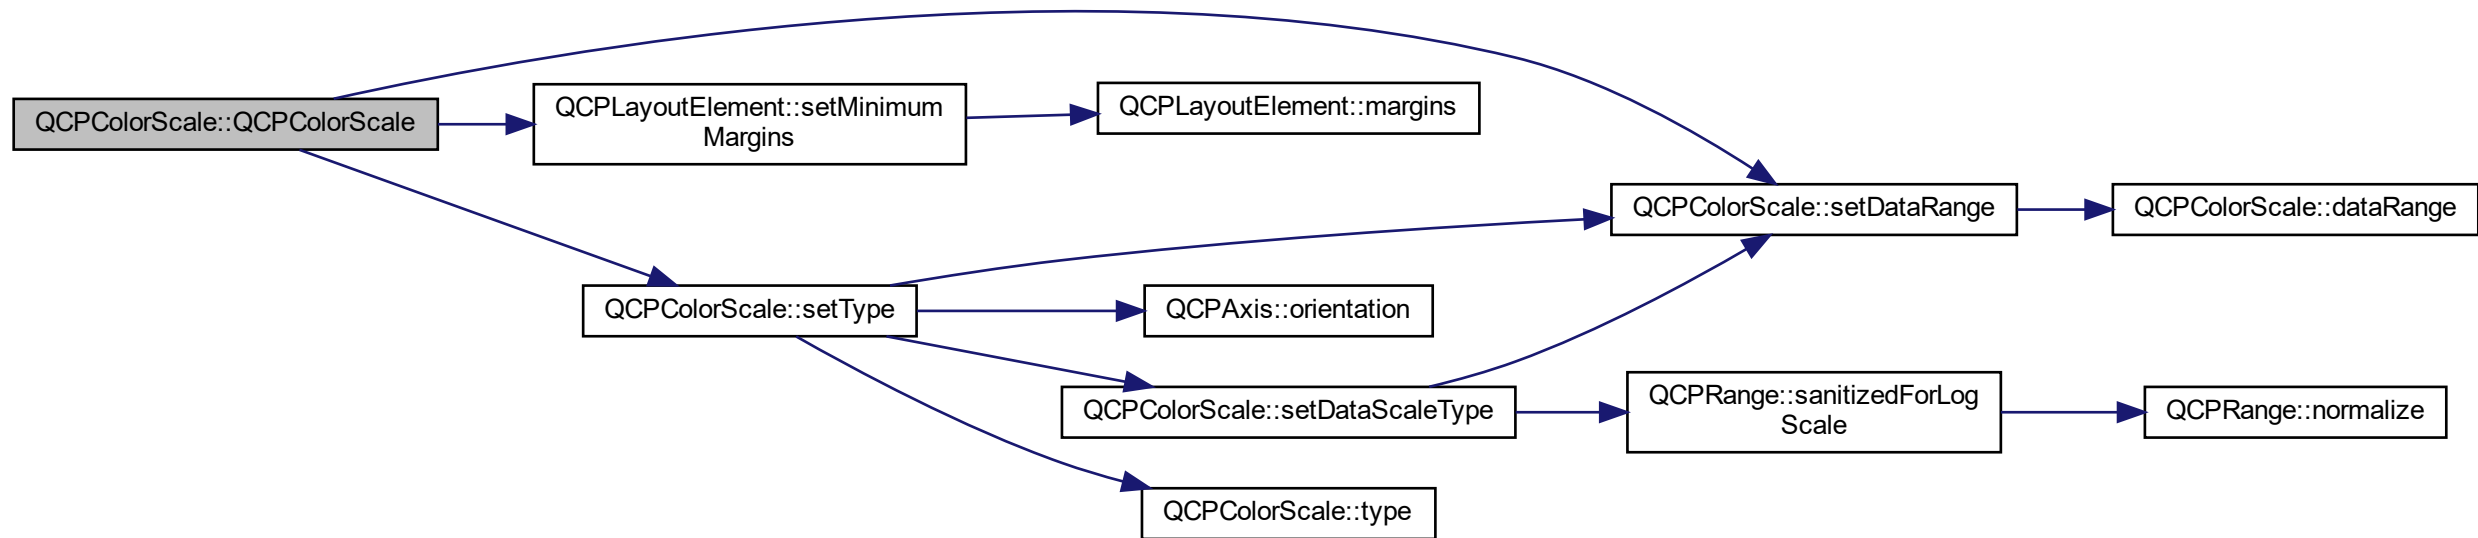 QCPColorScale::QCPColorScale
QCPLayoutElement::setMinimum
Margins
QCPLayoutElement::margins
QCPColorScale::setDataRange
QCPColorScale::dataRange
QCPColorScale::setType
QCPAxis::orientation
QCPColorScale::setDataScaleType
QCPRange::sanitizedForLog
Scale
QCPRange::normalize
QCPColorScale::type